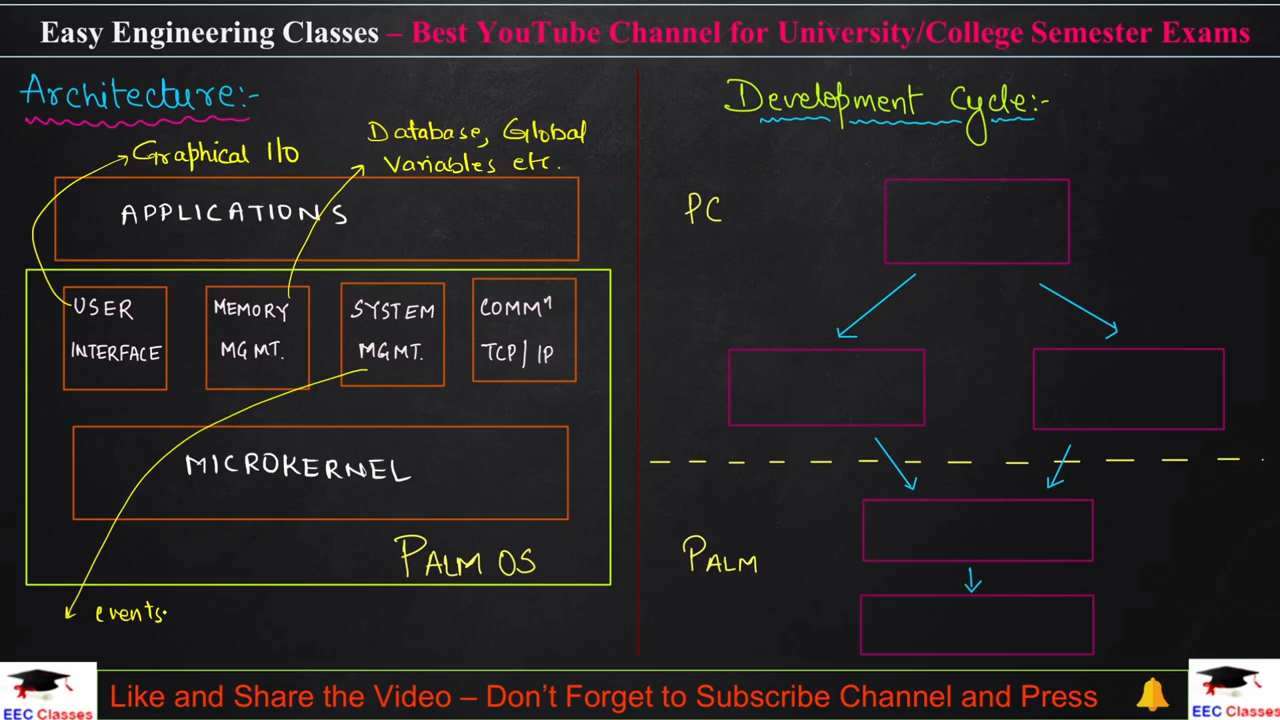 Easy Engineering Classes – Best YouTube Channel for University/College Semester Exams
Architecture:-
Graphical I/O
Database, Global
Variables etc.
APPLICATIONS
USER
INTERFACE
MEMORY
MGMT.
SYSTEM
MGMT.
COMMⁿ
TCP/IP
MICROKERNEL
PALM OS
events.
Development Cycle:-
PC
PALM
EEC Classes
Like and Share the Video – Don't Forget to Subscribe Channel and Press
EEC Classes